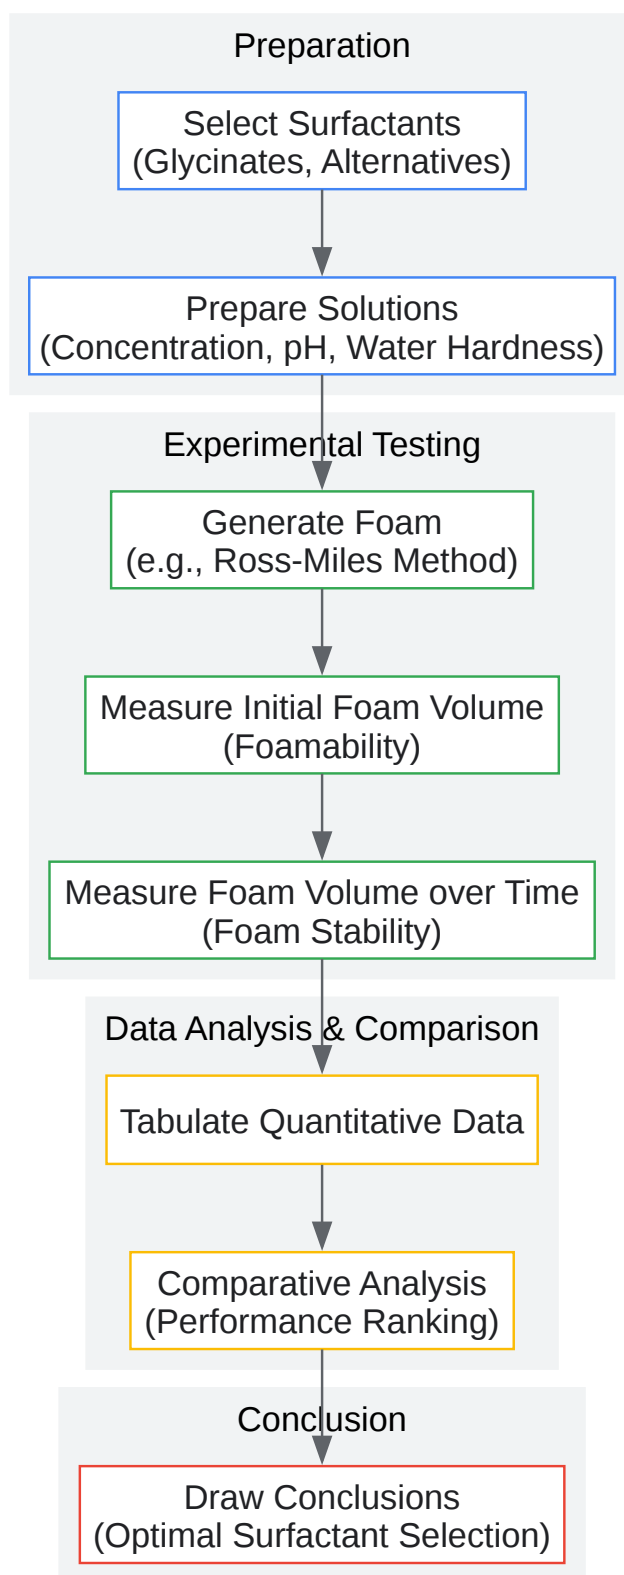 Preparation
Select Surfactants
(Glycinates, Alternatives)
Prepare Solutions
(Concentration, pH, Water Hardness)
Experimental Testing
Generate Foam
(e.g., Ross-Miles Method)
Measure Initial Foam Volume
(Foamability)
Measure Foam Volume over Time
(Foam Stability)
Data Analysis & Comparison
Tabulate Quantitative Data
Comparative Analysis
(Performance Ranking)
Conclusion
Draw Conclusions
(Optimal Surfactant Selection)